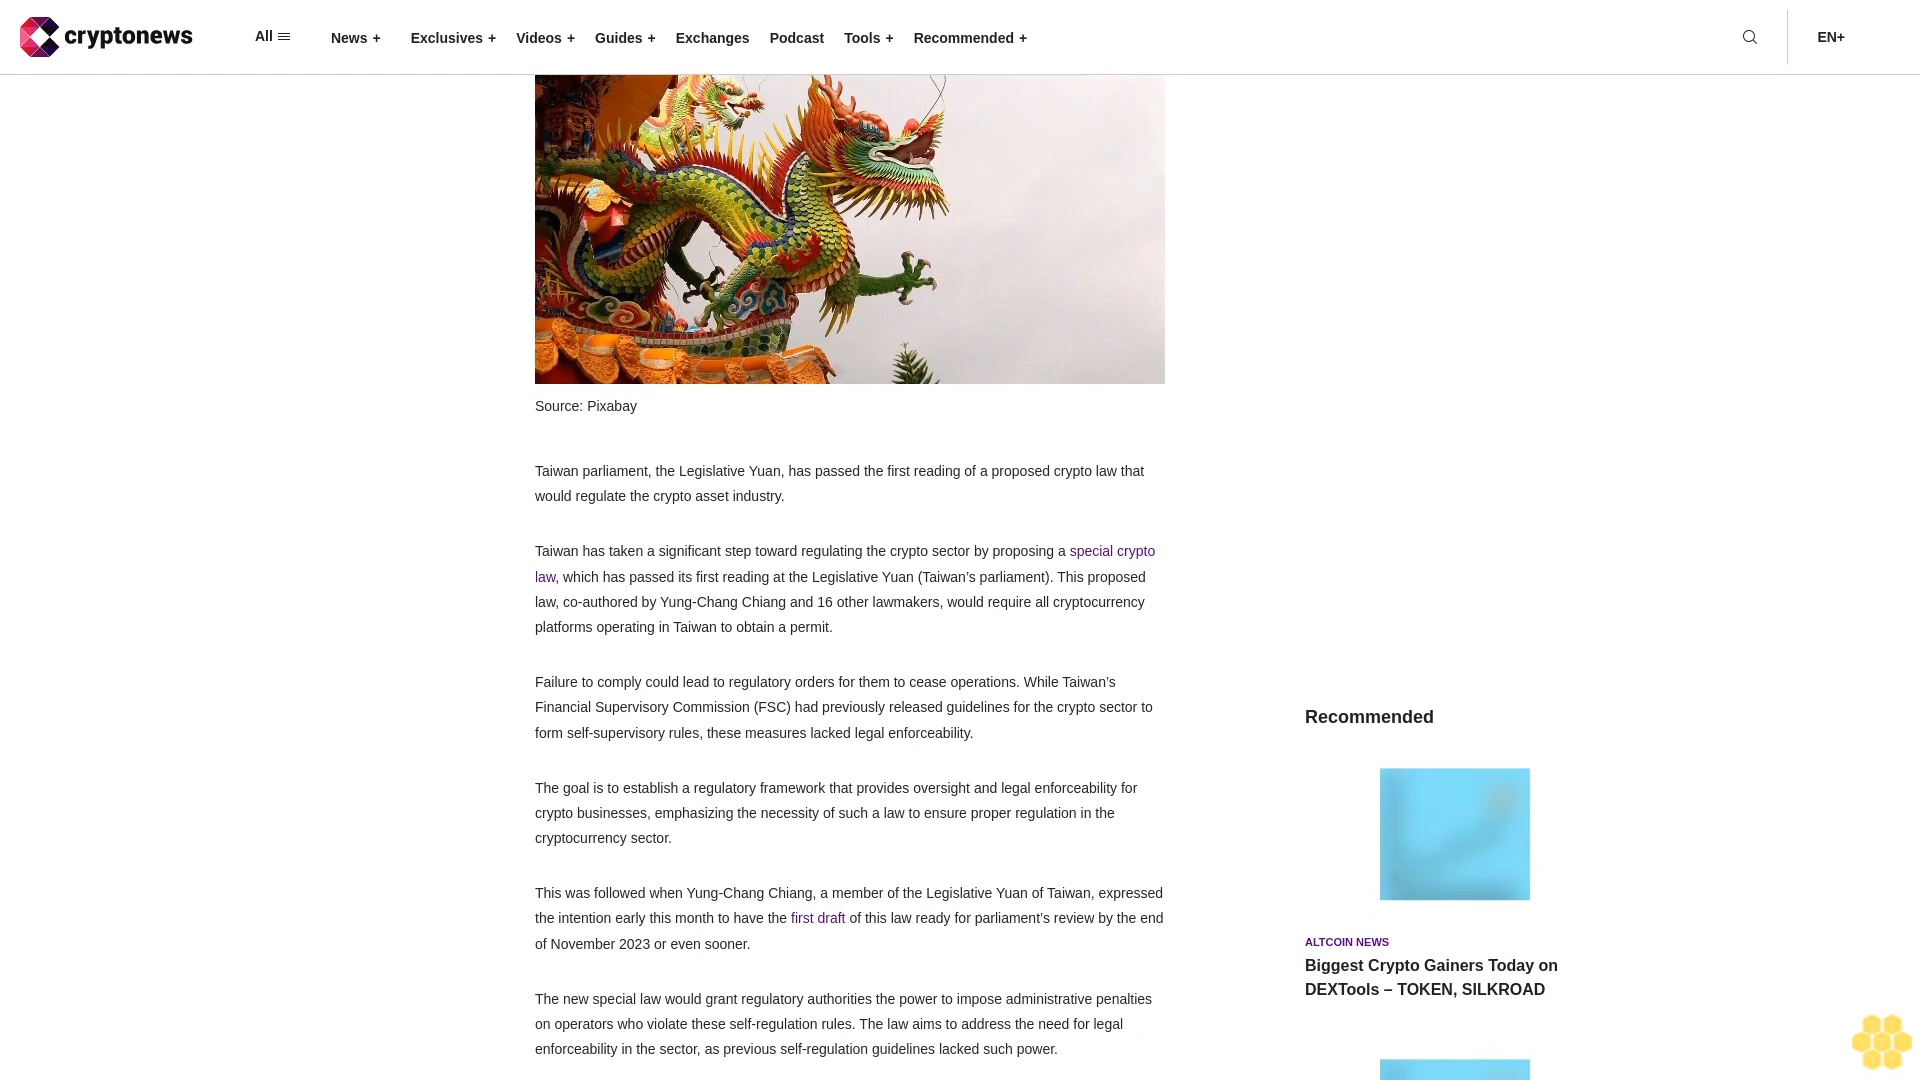 cryptonews
All
News +
Exclusives +
Videos +
Guides +
Exchanges
Podcast
Tools +
Recommended +
EN+
Source: Pixabay
Taiwan parliament, the Legislative Yuan, has passed the first reading of a proposed crypto law that
would regulate the crypto asset industry.
Taiwan has taken a significant step toward regulating the crypto sector by proposing a special crypto
law, which has passed its first reading at the Legislative Yuan (Taiwan’s parliament). This proposed
law, co-authored by Yung-Chang Chiang and 16 other lawmakers, would require all cryptocurrency
platforms operating in Taiwan to obtain a permit.
Failure to comply could lead to regulatory orders for them to cease operations. While Taiwan’s
Financial Supervisory Commission (FSC) had previously released guidelines for the crypto sector to
form self-supervisory rules, these measures lacked legal enforceability.
The goal is to establish a regulatory framework that provides oversight and legal enforceability for
crypto businesses, emphasizing the necessity of such a law to ensure proper regulation in the
cryptocurrency sector.
This was followed when Yung-Chang Chiang, a member of the Legislative Yuan of Taiwan, expressed
the intention early this month to have the first draft of this law ready for parliament’s review by the end
of November 2023 or even sooner.
The new special law would grant regulatory authorities the power to impose administrative penalties
on operators who violate these self-regulation rules. The law aims to address the need for legal
enforceability in the sector, as previous self-regulation guidelines lacked such power.
Recommended
ALTCOIN NEWS
Biggest Crypto Gainers Today on
DEXTools – TOKEN, SILKROAD